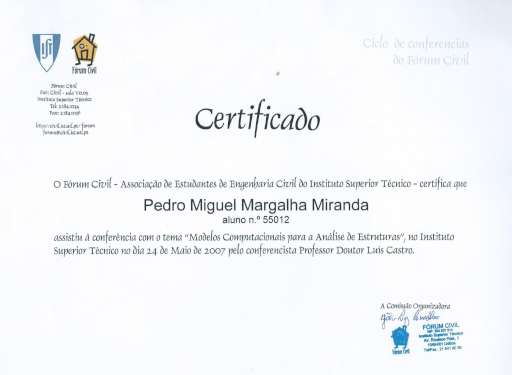 Ciclo de conferências
do Fórum Civil
Fórum Civil
Certificado
O Fórum Civil - Associação de Estudantes de Engenharia Civil do Instituto Superior Técnico - certifica que
Pedro Miguel Margalha Miranda
aluno n.º 55012
assistiu à conferência com o tema "Modelos Computacionais para a Análise de Estruturas", no Instituto
Superior Técnico no dia 24 de Maio de 2007 pelo conferencista Professor Doutor Luís Castro.
A Comissão Organizadora
FORUM CIVIL